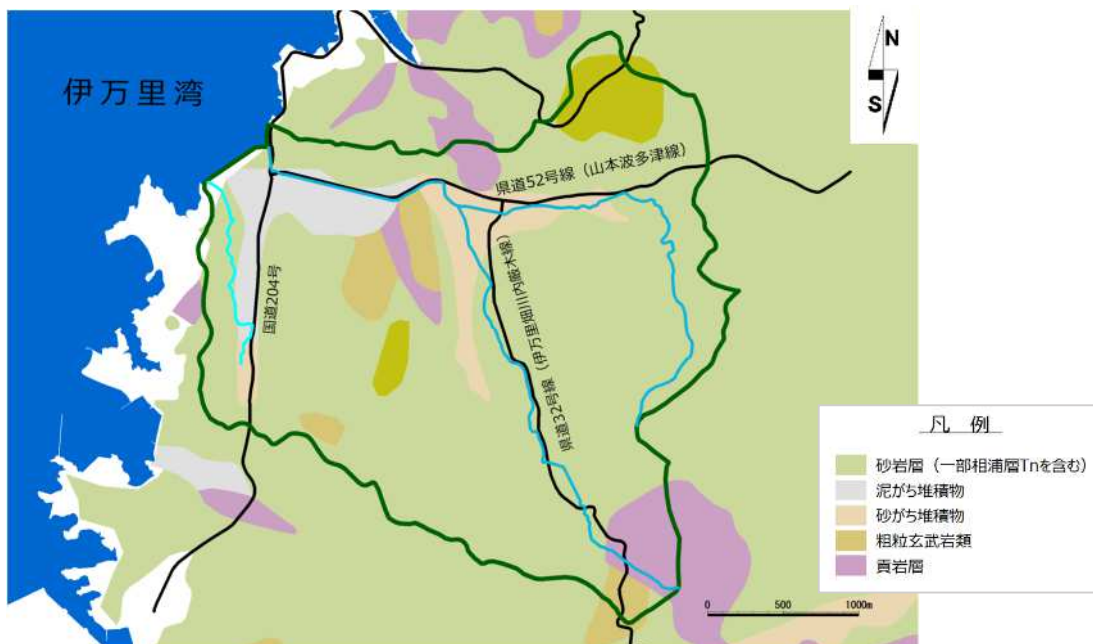 伊万里湾
N
S
県道52号線（山本波多津線）
国道204号
県道32号線（伊万里畑川内厳木線）
凡 例
砂岩層（一部相浦層Tnを含む）
泥がち堆積物
砂がち堆積物
粗粒玄武岩類
頁岩層
0 500 1000m